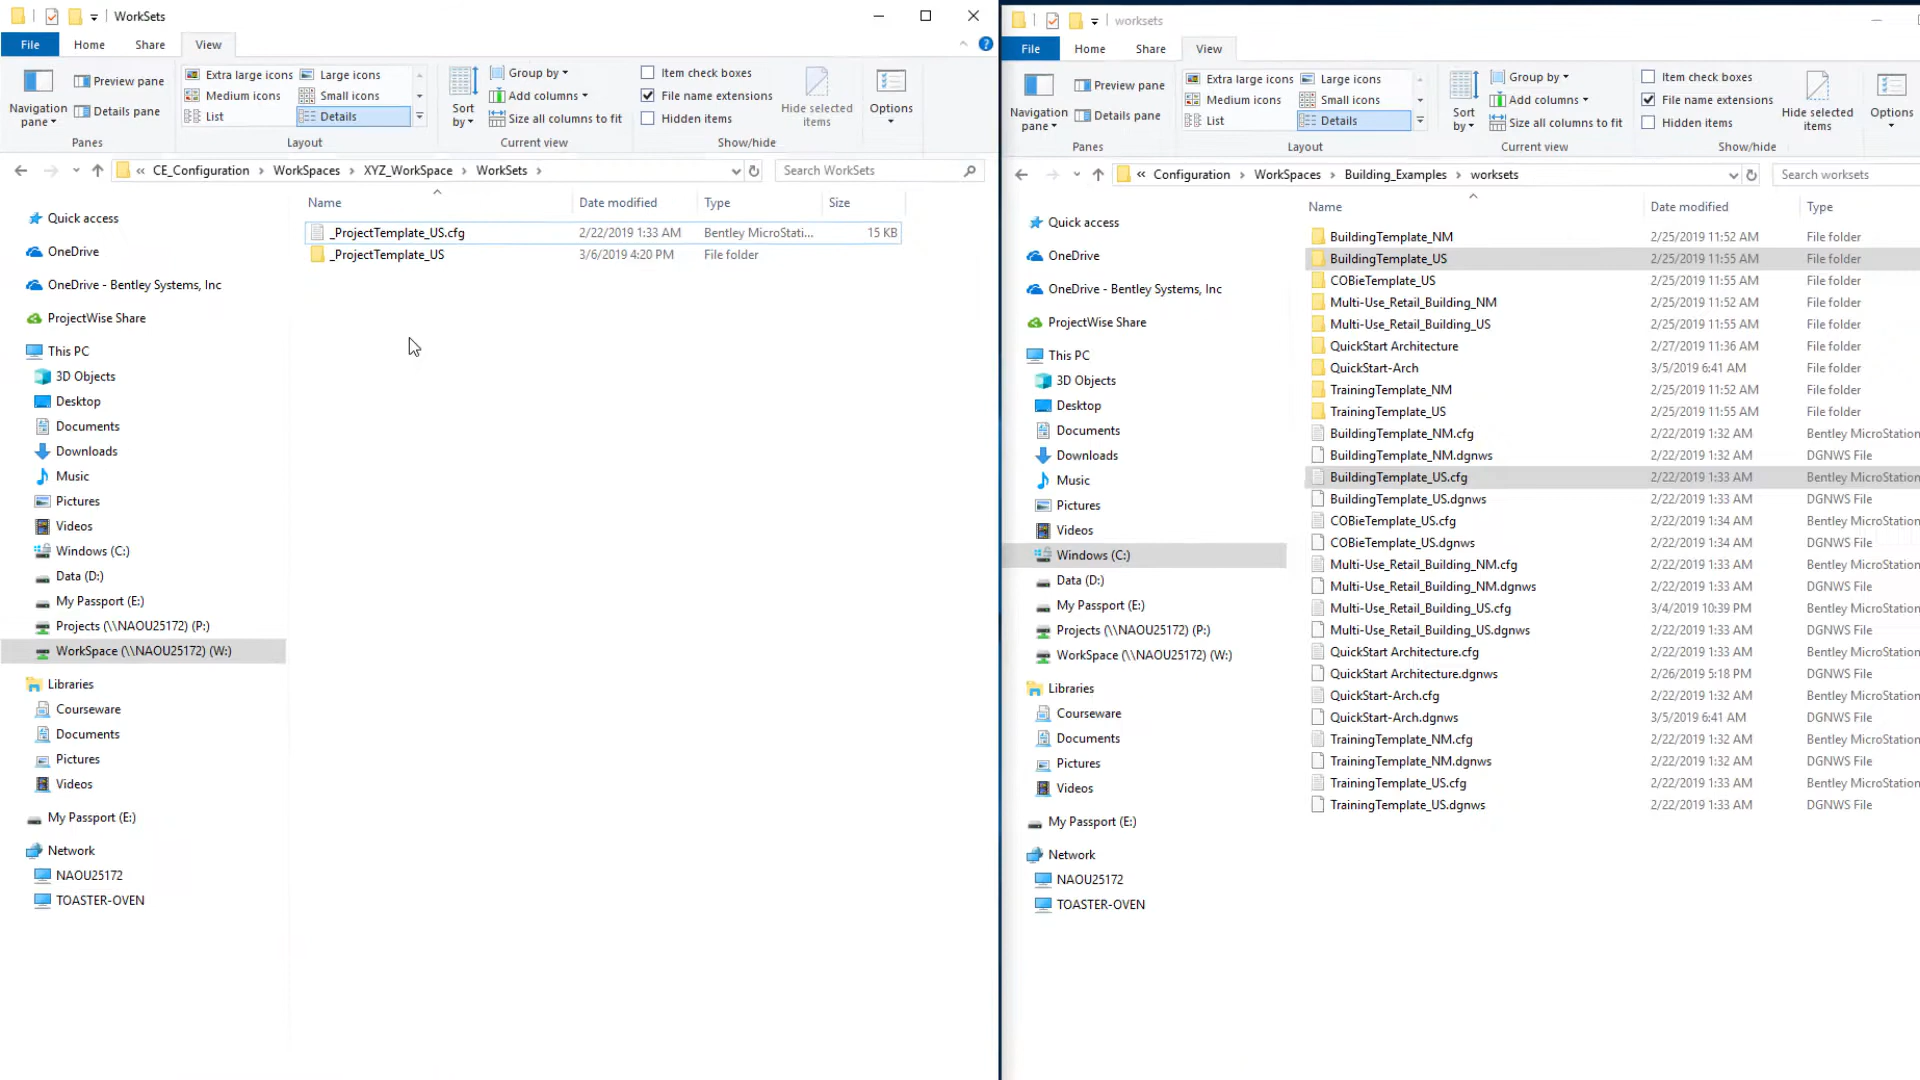 WorkSets
File Home Share View
Navigation pane
Preview pane
Details pane
Panes
Extra large icons Large icons
Medium icons Small icons
List Details
Layout
Sort by
Group by
Add columns
Size all columns to fit
Current view
Item check boxes
File name extensions
Hidden items
Hide selected items
Show/hide
Options
« CE_Configuration > WorkSpaces > XYZ_WorkSpace > WorkSets >
Search WorkSets
Name Date modified Type Size
_ProjectTemplate_US.cfg 2/22/2019 1:33 AM Bentley MicroStati... 15 KB
_ProjectTemplate_US 3/6/2019 4:20 PM File folder
Quick access
OneDrive
OneDrive - Bentley Systems, Inc
ProjectWise Share
This PC
3D Objects
Desktop
Documents
Downloads
Music
Pictures
Videos
Windows (C:)
Data (D:)
My Passport (E:)
Projects (\\NAOU25172) (P:)
WorkSpace (\\NAOU25172) (W:)
Libraries
Courseware
Documents
Pictures
Videos
My Passport (E:)
Network
NAOU25172
TOASTER-OVEN
worksets
File Home Share View
Navigation pane
Preview pane
Details pane
Panes
Extra large icons Large icons
Medium icons Small icons
List Details
Layout
Sort by
Group by
Add columns
Size all columns to fit
Current view
Item check boxes
File name extensions
Hidden items
Hide selected items
Show/hide
Options
« Configuration > WorkSpaces > Building_Examples > worksets
Search worksets
Name Date modified Type
BuildingTemplate_NM 2/25/2019 11:52 AM File folder
BuildingTemplate_US 2/25/2019 11:55 AM File folder
COBieTemplate_US 2/25/2019 11:55 AM File folder
Multi-Use_Retail_Building_NM 2/25/2019 11:52 AM File folder
Multi-Use_Retail_Building_US 2/25/2019 11:55 AM File folder
QuickStart Architecture 2/27/2019 11:36 AM File folder
QuickStart-Arch 3/5/2019 6:41 AM File folder
TrainingTemplate_NM 2/25/2019 11:52 AM File folder
TrainingTemplate_US 2/25/2019 11:55 AM File folder
BuildingTemplate_NM.cfg 2/22/2019 1:32 AM Bentley MicroStation
BuildingTemplate_NM.dgnws 2/22/2019 1:32 AM DGNWS File
BuildingTemplate_US.cfg 2/22/2019 1:33 AM Bentley MicroStation
BuildingTemplate_US.dgnws 2/22/2019 1:33 AM DGNWS File
COBieTemplate_US.cfg 2/22/2019 1:34 AM Bentley MicroStation
COBieTemplate_US.dgnws 2/22/2019 1:34 AM DGNWS File
Multi-Use_Retail_Building_NM.cfg 2/22/2019 1:33 AM Bentley MicroStation
Multi-Use_Retail_Building_NM.dgnws 2/22/2019 1:33 AM DGNWS File
Multi-Use_Retail_Building_US.cfg 3/4/2019 10:39 PM Bentley MicroStation
Multi-Use_Retail_Building_US.dgnws 2/22/2019 1:33 AM DGNWS File
QuickStart Architecture.cfg 2/22/2019 1:33 AM Bentley MicroStation
QuickStart Architecture.dgnws 2/26/2019 5:18 PM DGNWS File
QuickStart-Arch.cfg 2/22/2019 1:32 AM Bentley MicroStation
QuickStart-Arch.dgnws 3/5/2019 6:41 AM DGNWS File
TrainingTemplate_NM.cfg 2/22/2019 1:32 AM Bentley MicroStation
TrainingTemplate_NM.dgnws 2/22/2019 1:32 AM DGNWS File
TrainingTemplate_US.cfg 2/22/2019 1:33 AM Bentley MicroStation
TrainingTemplate_US.dgnws 2/22/2019 1:33 AM DGNWS File
Quick access
OneDrive
OneDrive - Bentley Systems, Inc
ProjectWise Share
This PC
3D Objects
Desktop
Documents
Downloads
Music
Pictures
Videos
Windows (C:)
Data (D:)
My Passport (E:)
Projects (\\NAOU25172) (P:)
WorkSpace (\\NAOU25172) (W:)
Libraries
Courseware
Documents
Pictures
Videos
My Passport (E:)
Network
NAOU25172
TOASTER-OVEN